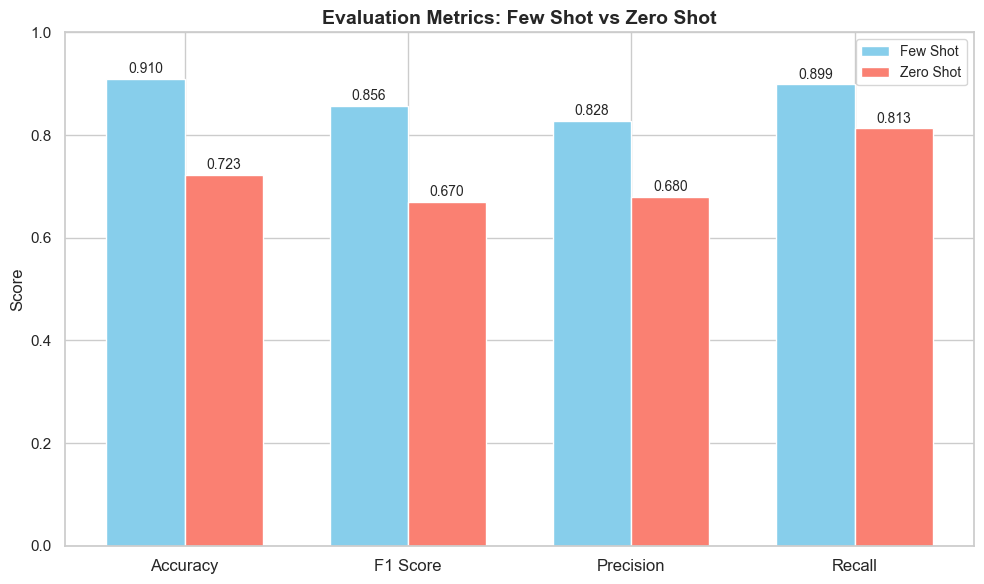 Evaluation Metrics: Few Shot vs Zero Shot
Few Shot
Zero Shot
1.0
0.8
0.6
0.4
0.2
0.0
Score
0.910
0.723
0.856
0.670
0.828
0.680
0.899
0.813
Accuracy
F1 Score
Precision
Recall